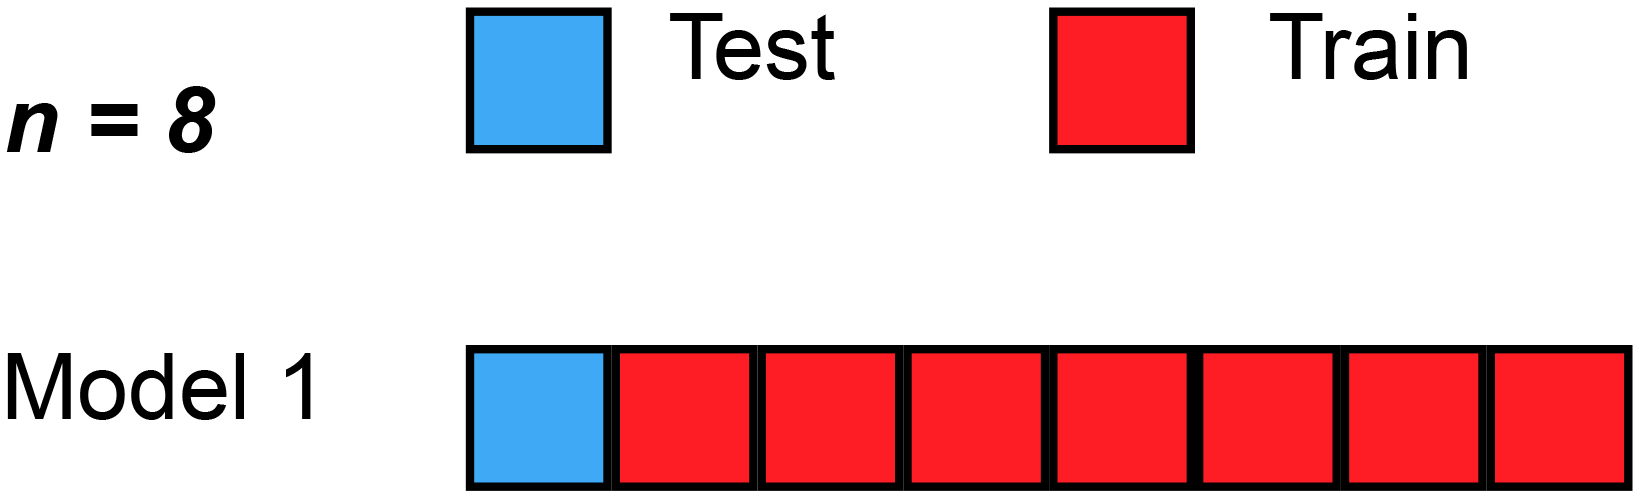 n = 8
Test
Train
Model 1